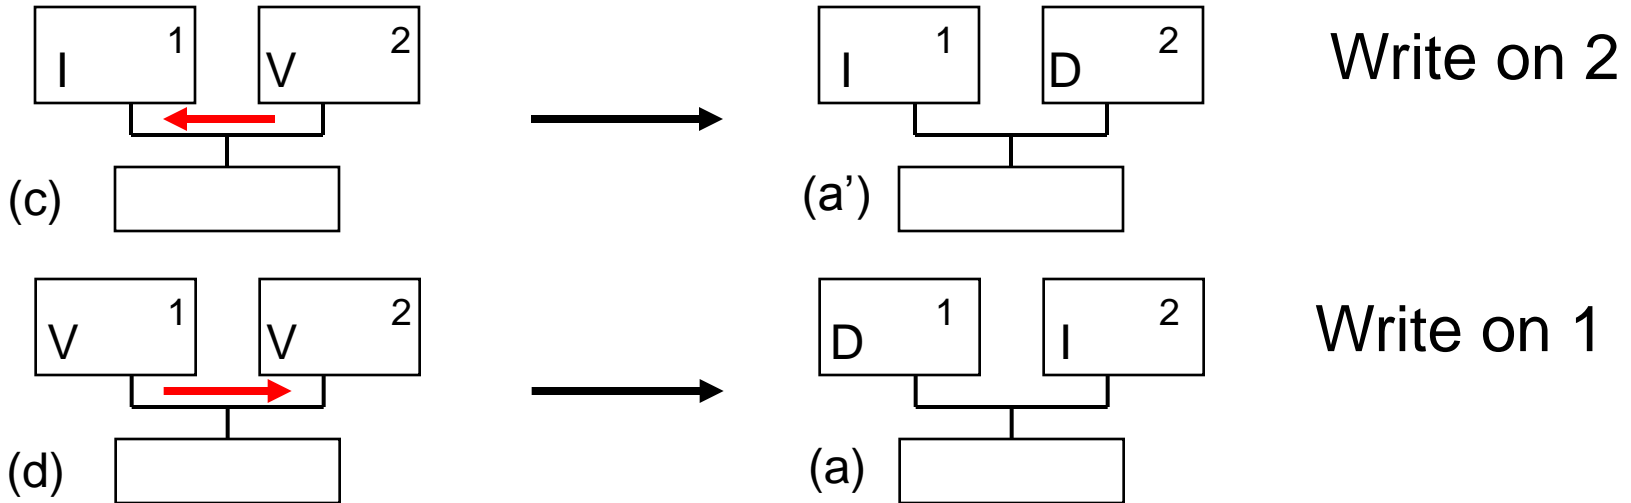 1 2 1 2 Write on 2
I V I D
(c) (a’)
1 2 1 2 Write on 1
V V D I
(d) (a)